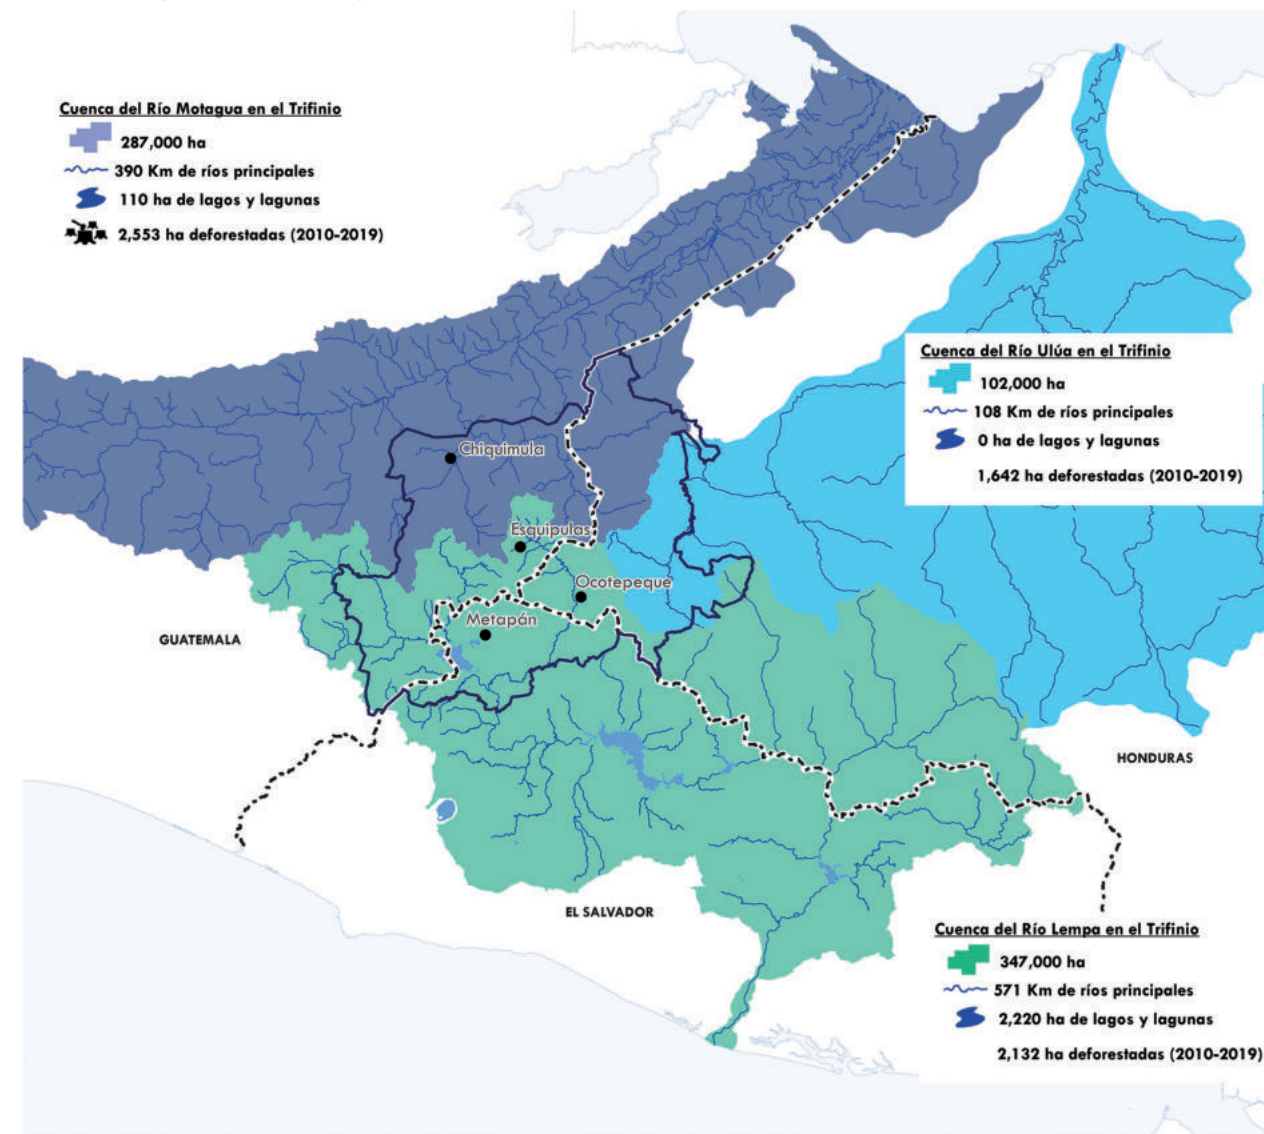 Cuenca del Río Motagua en el Trifinio
287,000 ha
390 Km de ríos principales
110 ha de lagos y lagunas
2,553 ha deforestadas (2010-2019)
Cuenca del Río Ulúa en el Trifinio
102,000 ha
108 Km de ríos principales
0 ha de lagos y lagunas
1,642 ha deforestadas (2010-2019)
Chiquimula
Esquipulas
Ocotepeque
Metapán
GUATEMALA
HONDURAS
EL SALVADOR
Cuenca del Río Lempa en el Trifinio
347,000 ha
571 Km de ríos principales
2,220 ha de lagos y lagunas
2,132 ha deforestadas (2010-2019)